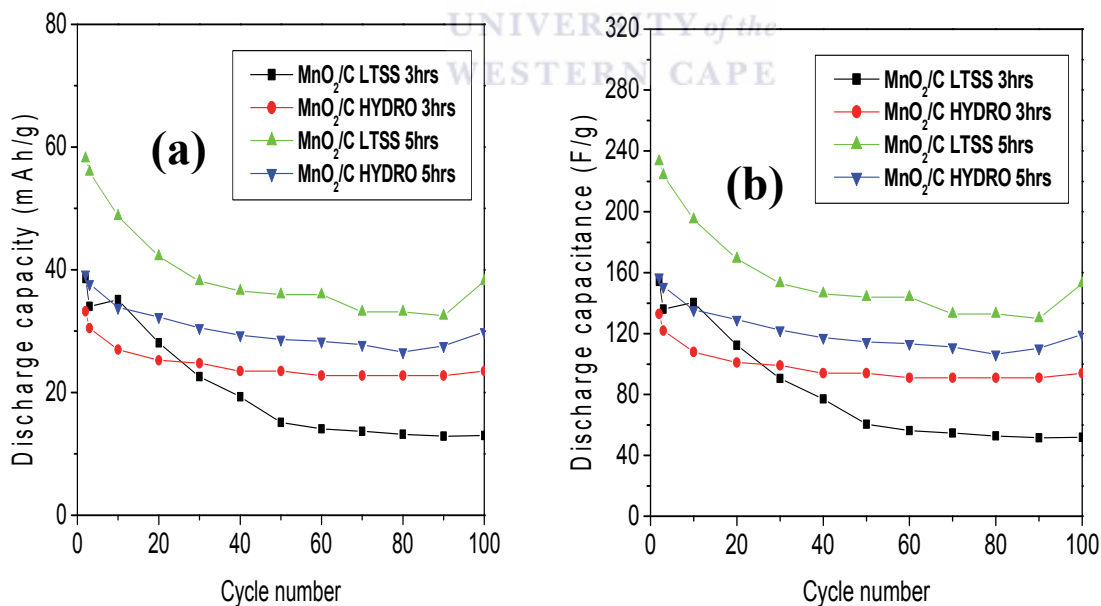 UNIVERSITY of the
WESTERN CAPE
80
60
40
20
0
0 20 40 60 80 100
Discharge capacity (mAh/g)
Cycle number
(a)
MnO₂/C LTSS 3hrs
MnO₂/C HYDRO 3hrs
MnO₂/C LTSS 5hrs
MnO₂/C HYDRO 5hrs
320
280
240
200
160
120
80
40
0
0 20 40 60 80 100
Discharge capacitance (F/g)
Cycle number
(b)
MnO₂/C LTSS 3hrs
MnO₂/C HYDRO 3hrs
MnO₂/C LTSS 5hrs
MnO₂/C HYDRO 5hrs